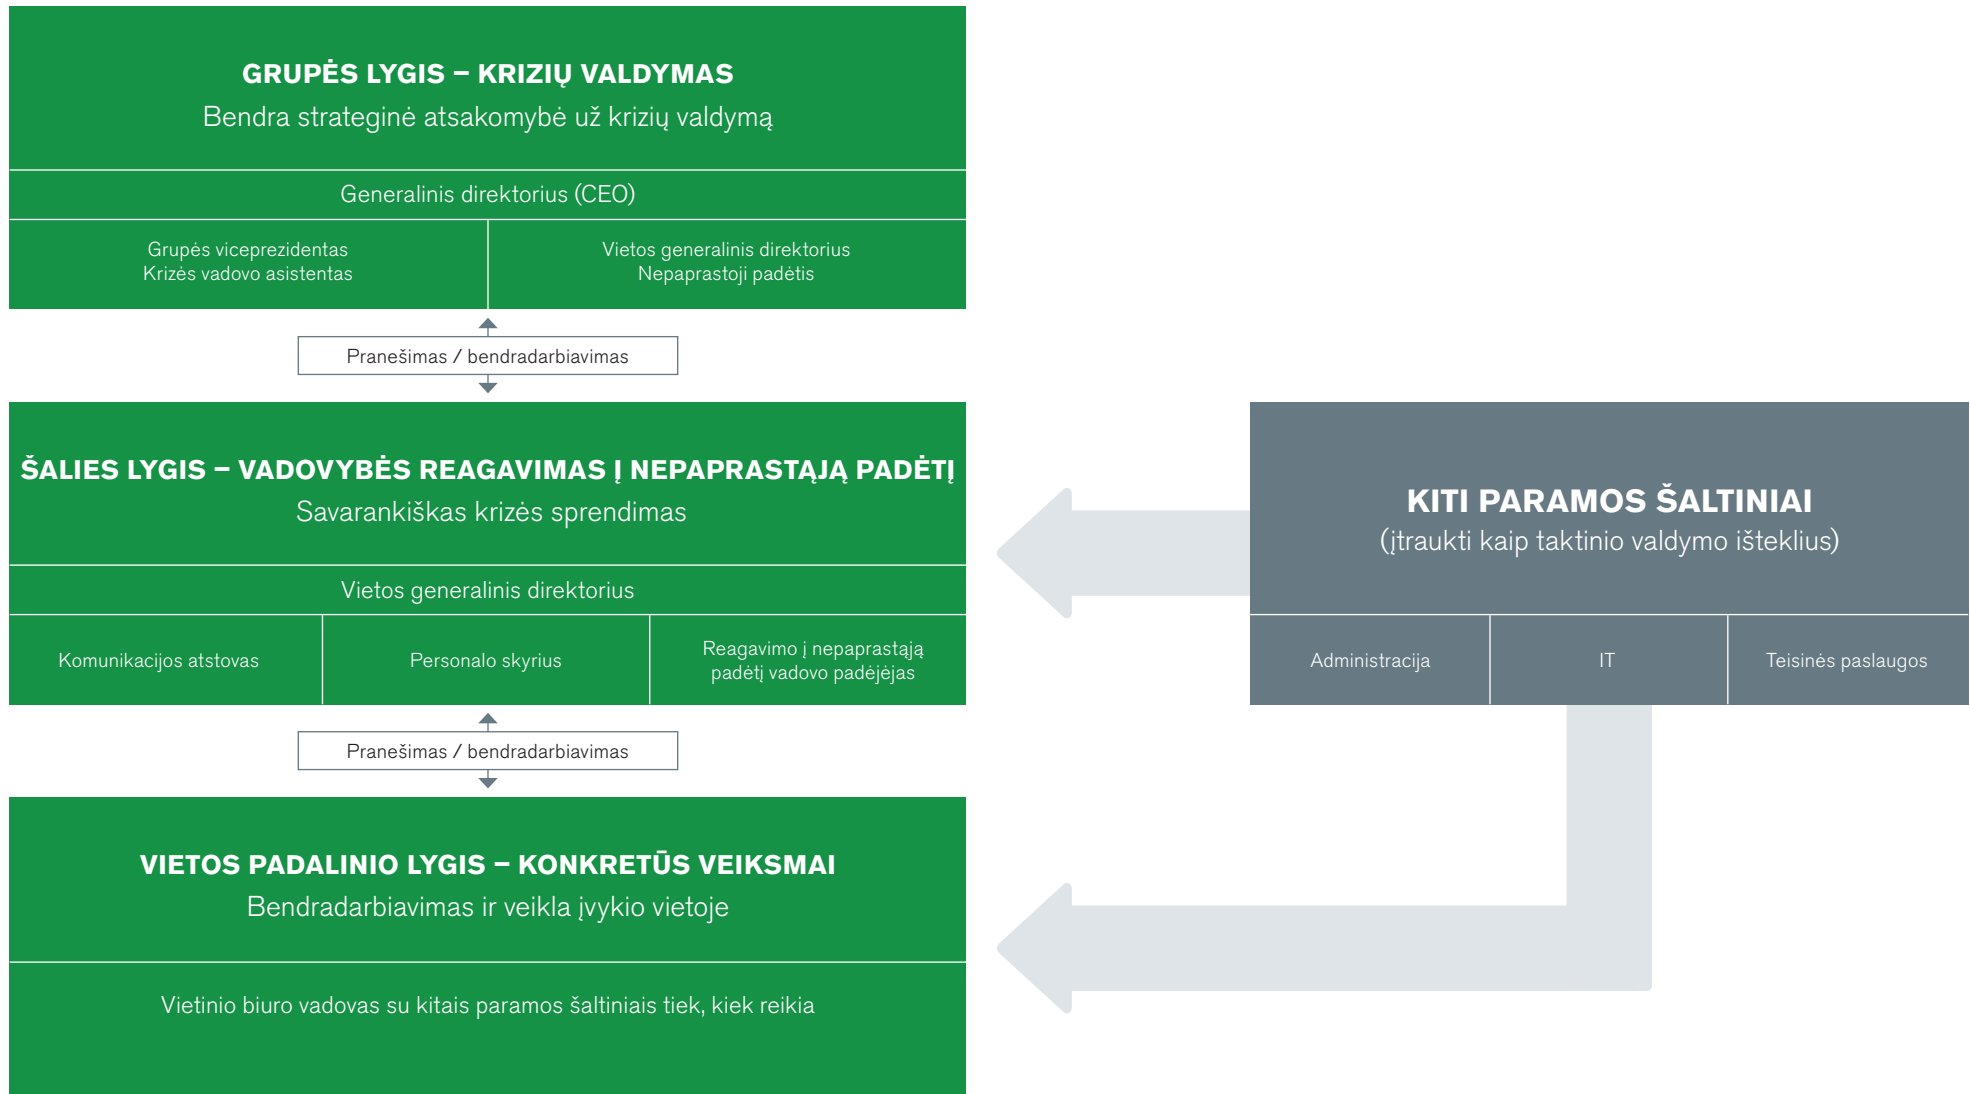 GRUPĖS LYGIS – KRIZIŲ VALDYMAS
Bendra strateginė atsakomybė už krizių valdymą
Generalinis direktorius (CEO)
Grupės viceprezidentas
Krizės vadovo asistentas
Vietos generalinis direktorius
Nepaprastoji padėtis
Pranešimas / bendradarbiavimas
ŠALIES LYGIS – VADOVYBĖS REAGAVIMAS Į NEPAPRASTĄJĄ PADĖTĮ
Savarankiškas krizės sprendimas
Vietos generalinis direktorius
Komunikacijos atstovas
Personalo skyrius
Reagavimo į nepaprastąją
padėtį vadovo padėjėjas
Pranešimas / bendradarbiavimas
VIETOS PADALINIO LYGIS – KONKRETŪS VEIKSMAI
Bendradarbiavimas ir veikla įvykio vietoje
Vietinio biuro vadovas su kitais paramos šaltiniais tiek, kiek reikia
KITI PARAMOS ŠALTINIAI
(įtraukti kaip taktinio valdymo išteklius)
Administracija
IT
Teisinės paslaugos